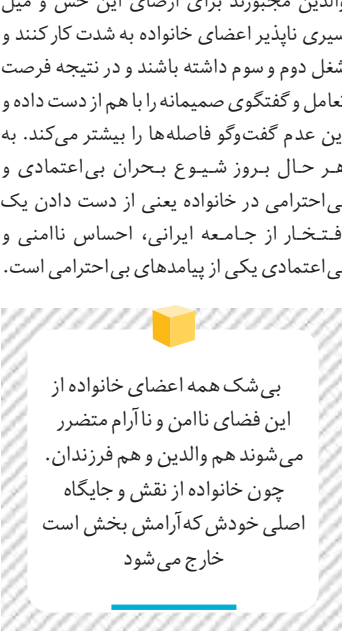 والدین مجبورند برای ارضای این حس و میل
سیری ناپذیر اعضای خانواده به شدت کار کنند و
شغل دوم و سوم داشته باشند و در نتیجه فرصت
تعامل و گفتگوی صمیمانه را با هم از دست داده و
این عدم گفت‌وگو فاصله‌ها را بیشتر می‌کند. به
هر حال بروز شیوع بحران بی‌اعتمادی و
بی‌احترامی در خانواده یعنی از دست دادن یک
افتخار از جامعه ایرانی، احساس ناامنی و
بی‌اعتمادی یکی از پیامدهای بی‌احترامی است.
بی‌شک همه اعضای خانواده از
این فضای ناامن و ناآرام متضرر
می‌شوند هم والدین و هم فرزندان.
چون خانواده از نقش و جایگاه
اصلی خودش که آرامش بخش است
خارج می‌شود